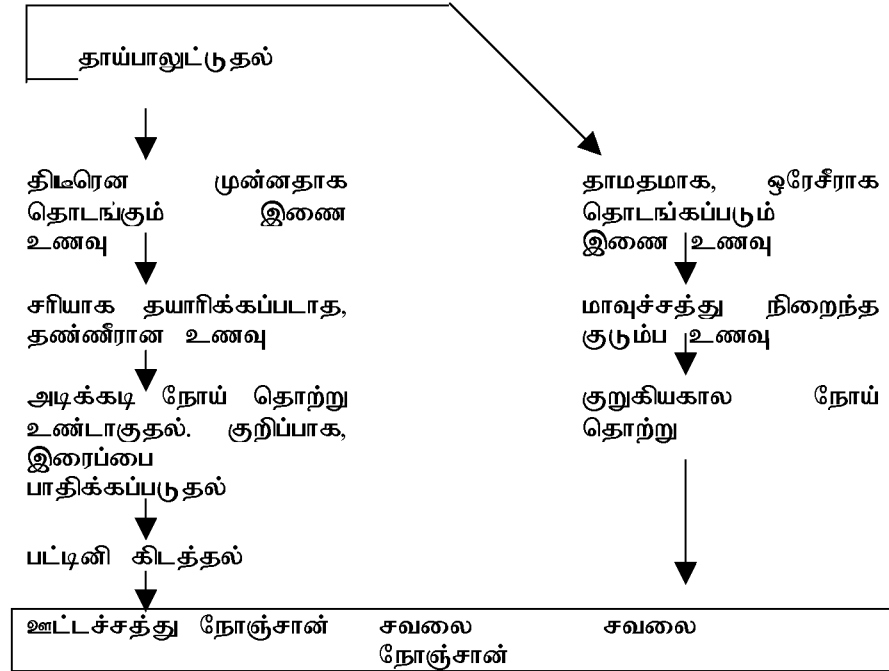 தாய்பாலுட்டுதல்
திடீரென முன்னதாக
தொடங்கும் இணை
உணவு
சரியாக தயாரிக்கப்படாத,
தண்ணீரான உணவு
அடிக்கடி நோய் தொற்று
உண்டாகுதல். குறிப்பாக,
இரைப்பை
பாதிக்கப்படுதல்
பட்டினி கிடத்தல்
தாமதமாக, ஒரேசீராக
தொடங்கப்படும்
இணை உணவு
மாவுச்சத்து நிறைந்த
குடும்ப உணவு
குறுகியகால நோய்
தொற்று
ஊட்டச்சத்து நோஞ்சான் சவலை சவலை
நோஞ்சான்